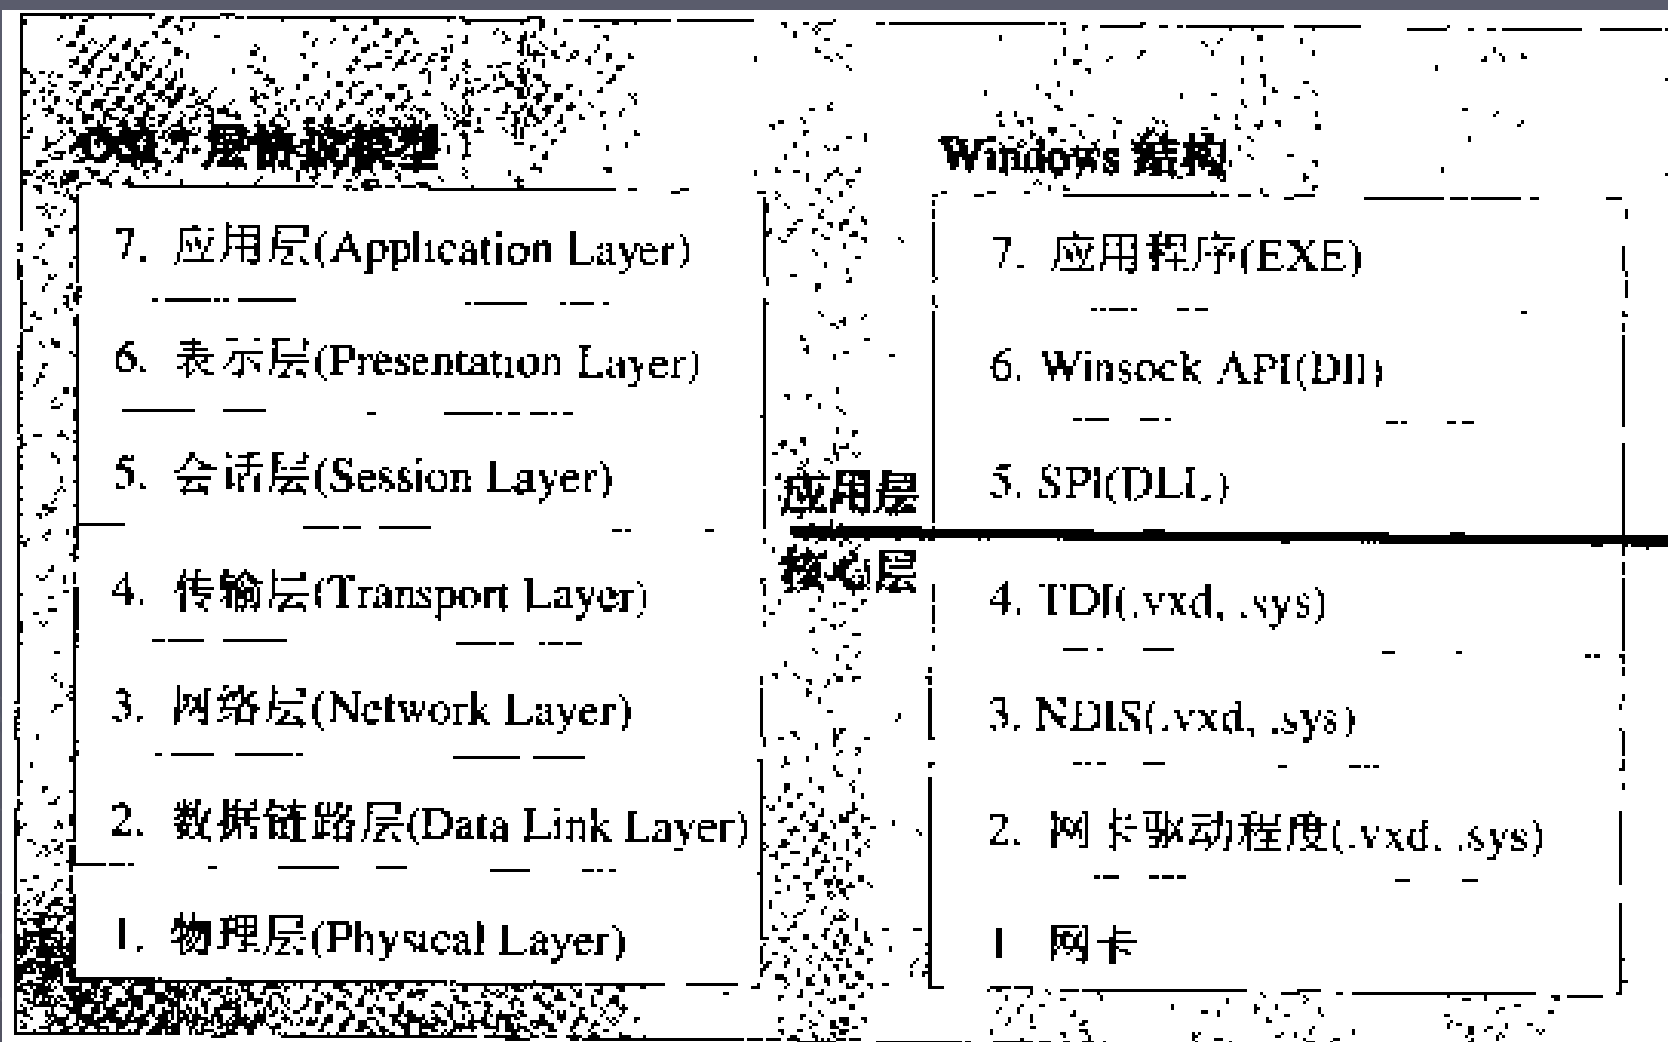 OSI 7 层协议模型
7. 应用层(Application Layer)
6. 表示层(Presentation Layer)
5. 会话层(Session Layer)
4. 传输层(Transport Layer)
3. 网络层(Network Layer)
2. 数据链路层(Data Link Layer)
1. 物理层(Physical Layer)
应用层
核心层
Windows 结构
7. 应用程序(EXE)
6. Winsock API(Dll)
5. SPI(DLL)
4. TDI(.vxd, .sys)
3. NDIS(.vxd, .sys)
2. 网卡驱动程度(.vxd. .sys)
1 网卡